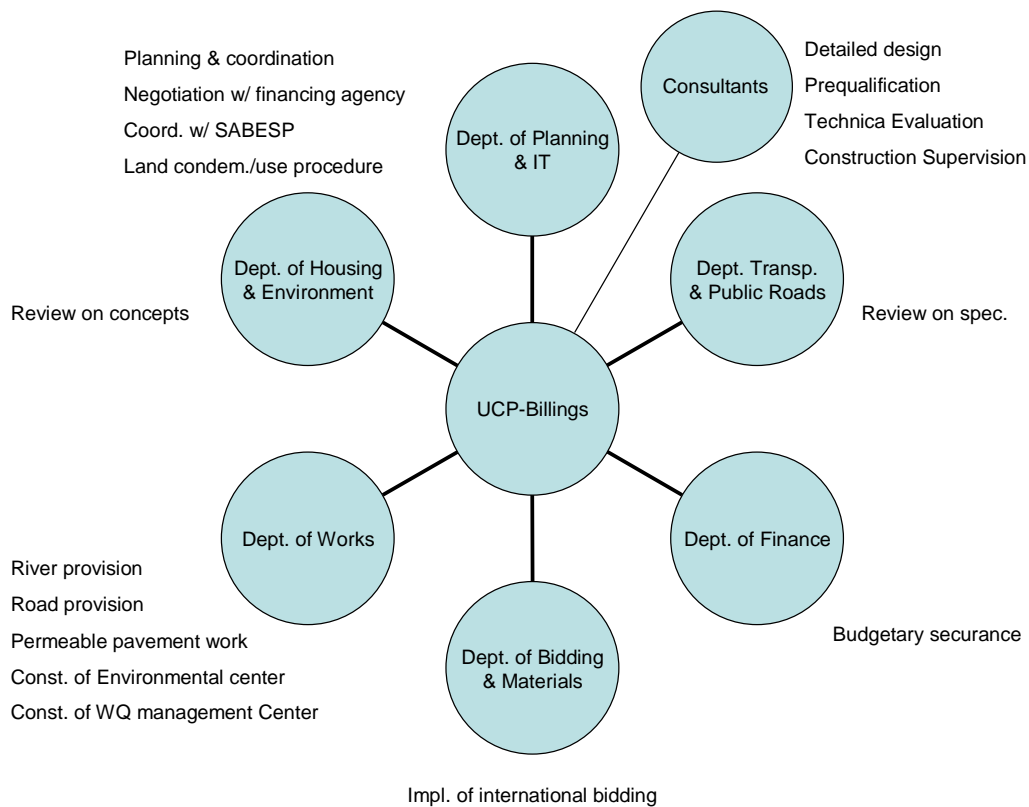 Planning & coordination
Negotiation w/ financing agency
Coord. w/ SABESP
Land condem./use procedure
Dept. of Planning
& IT
Consultants
Detailed design
Prequalification
Technica Evaluation
Construction Supervision
Dept. of Housing
& Environment
Dept. Transp.
& Public Roads
Review on concepts
Review on spec.
UCP-Billings
Dept. of Works
Dept. of Finance
River provision
Road provision
Permeable pavement work
Const. of Environmental center
Const. of WQ management Center
Budgetary securance
Dept. of Bidding
& Materials
Impl. of international bidding